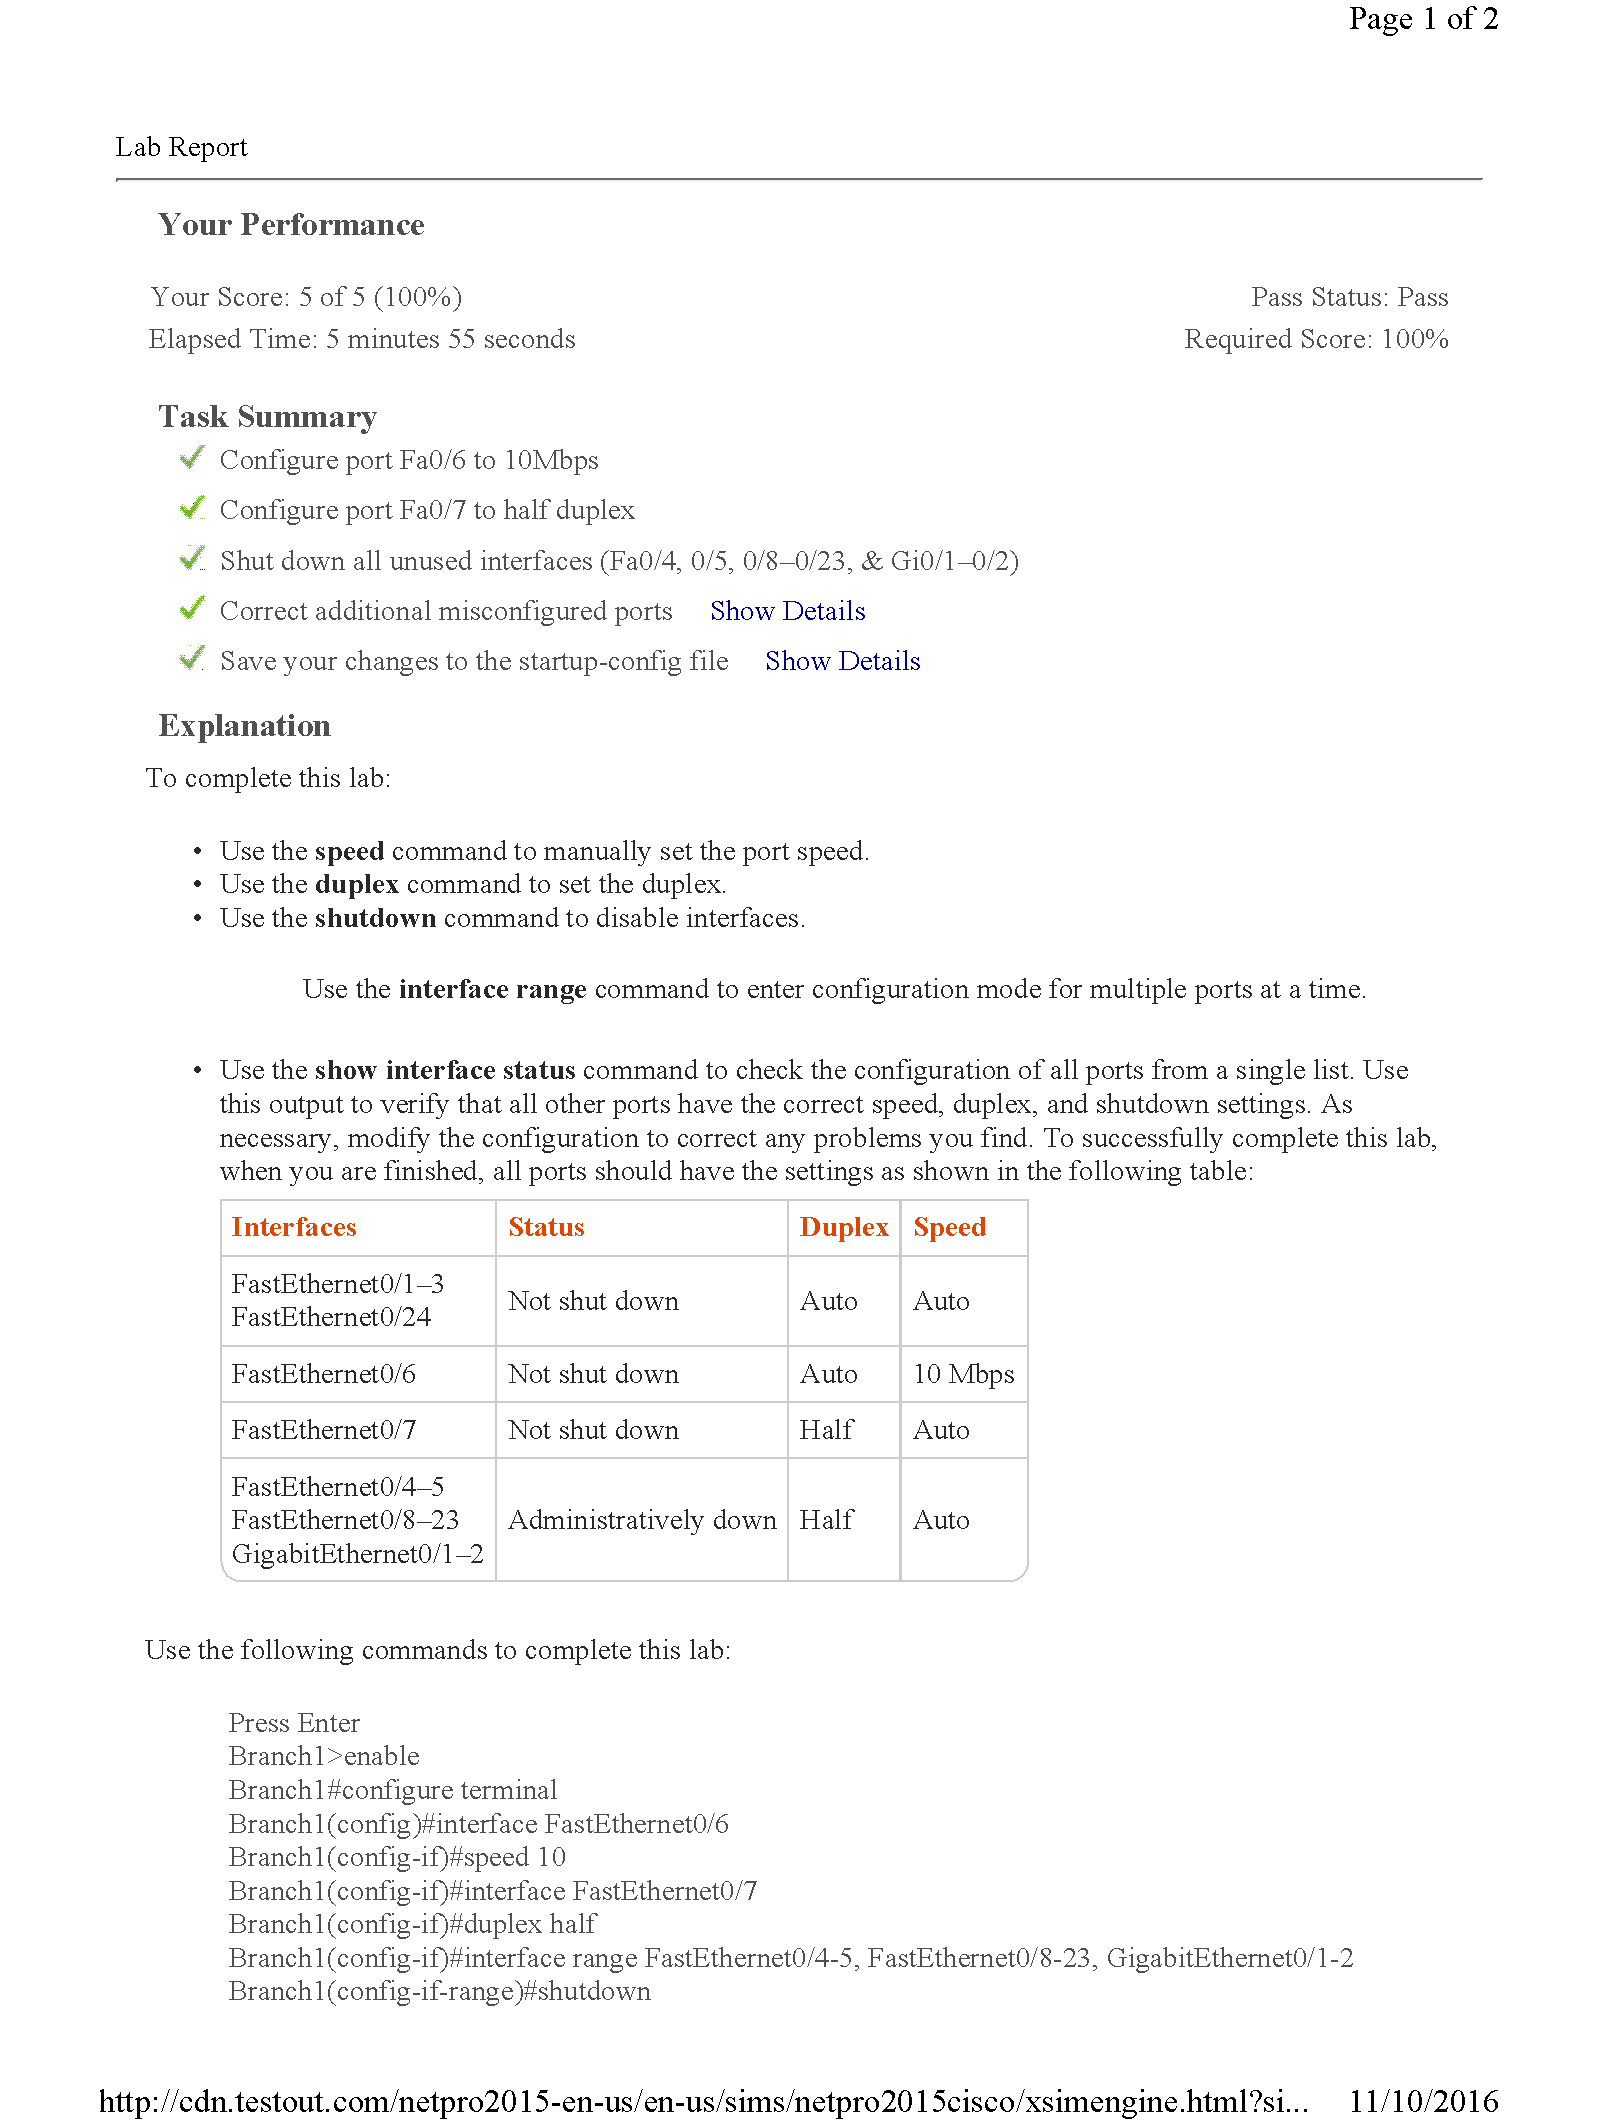 Page 1 of 2
Lab Report
Your Performance
Your Score: 5 of 5 (100%)
Pass Status: Pass
Elapsed Time: 5 minutes 55 seconds
Required Score: 100%
Task Summary
Configure port Fa0/6 to 10Mbps
Configure port Fa0/7 to half duplex
Shut down all unused interfaces (Fa0/4, 0/5, 0/8–0/23, & Gi0/1–0/2)
Correct additional misconfigured ports Show Details
Save your changes to the startup-config file Show Details
Explanation
To complete this lab:
• Use the speed command to manually set the port speed.
• Use the duplex command to set the duplex.
• Use the shutdown command to disable interfaces.
Use the interface range command to enter configuration mode for multiple ports at a time.
• Use the show interface status command to check the configuration of all ports from a single list. Use
this output to verify that all other ports have the correct speed, duplex, and shutdown settings. As
necessary, modify the configuration to correct any problems you find. To successfully complete this lab,
when you are finished, all ports should have the settings as shown in the following table:
Interfaces Status Duplex Speed
FastEthernet0/1–3
FastEthernet0/24
Not shut down Auto Auto
FastEthernet0/6 Not shut down Auto 10 Mbps
FastEthernet0/7 Not shut down Half Auto
FastEthernet0/4–5
FastEthernet0/8–23
GigabitEthernet0/1–2
Administratively down Half Auto
Use the following commands to complete this lab:
Press Enter
Branch1>enable
Branch1#configure terminal
Branch1(config)#interface FastEthernet0/6
Branch1(config-if)#speed 10
Branch1(config-if)#interface FastEthernet0/7
Branch1(config-if)#duplex half
Branch1(config-if)#interface range FastEthernet0/4-5, FastEthernet0/8-23, GigabitEthernet0/1-2
Branch1(config-if-range)#shutdown
http://cdn.testout.com/netpro2015-en-us/en-us/sims/netpro2015cisco/xsimengine.html?si... 11/10/2016